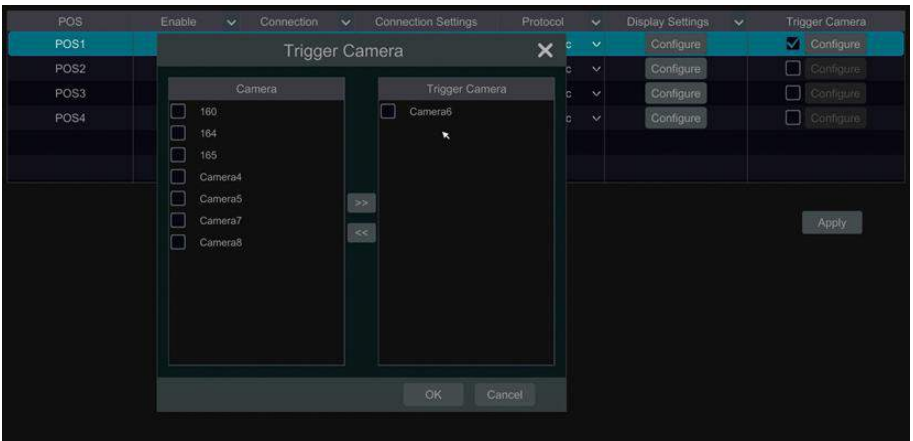 POS Enable Connection Connection Settings Protocol Display Settings Trigger Camera
POS1 c Configure Configure
POS2 c Configure Configure
POS3 c Configure Configure
POS4 c Configure Configure
Trigger Camera
Camera Trigger Camera
160 Camera6
164
165
Camera4
Camera5
>>
Camera7
<<
Camera8
Apply
OK Cancel